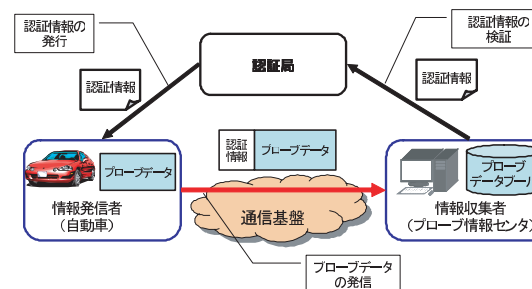 認証情報の
発行
認証局
認証情報の
検証
認証情報
認証情報
認証
情報
プローブデータ
プローブデータ
プローブ
データプール
情報発信者
(自動車)
通信基盤
情報収集者
(プローブ情報センタ)
プローブデータ
の発信